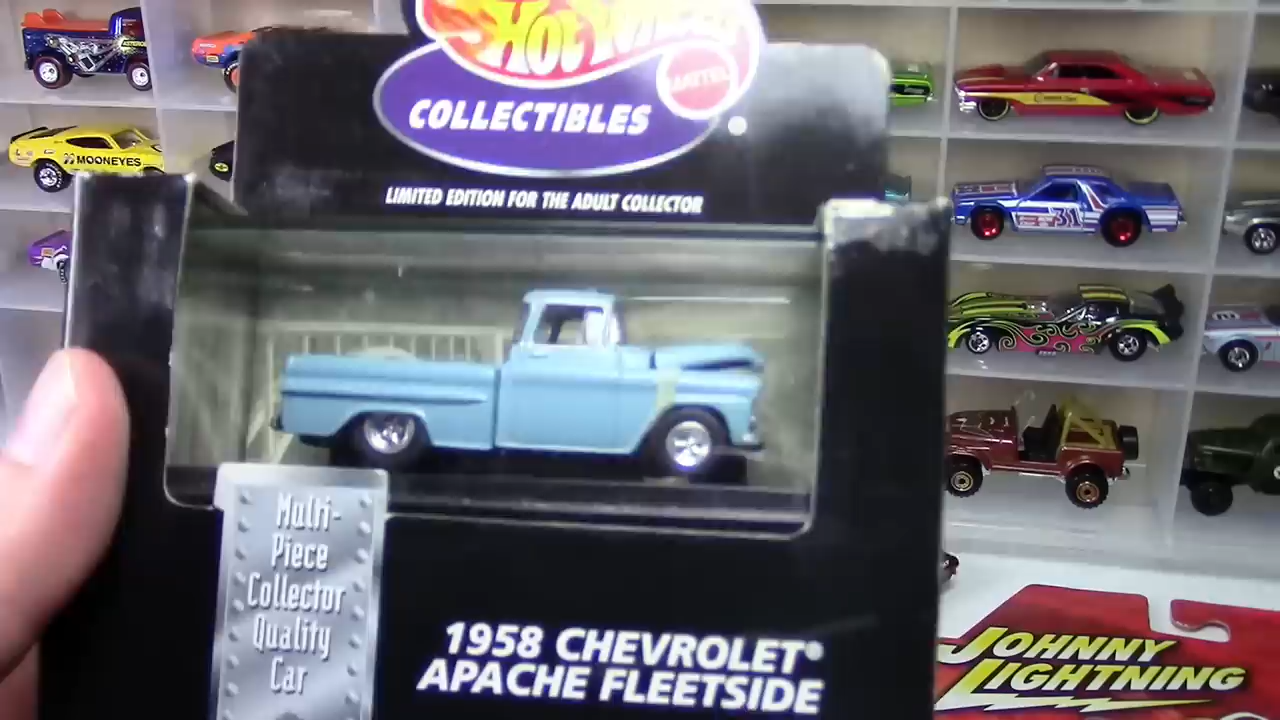 Hot Wheels
MATTEL
COLLECTIBLES
LIMITED EDITION FOR THE ADULT COLLECTOR
MOONEYES
31
Multi-
Piece
Collector
Quality
Car
1958 CHEVROLET®
APACHE FLEETSIDE
JOHNNY
LIGHTNING